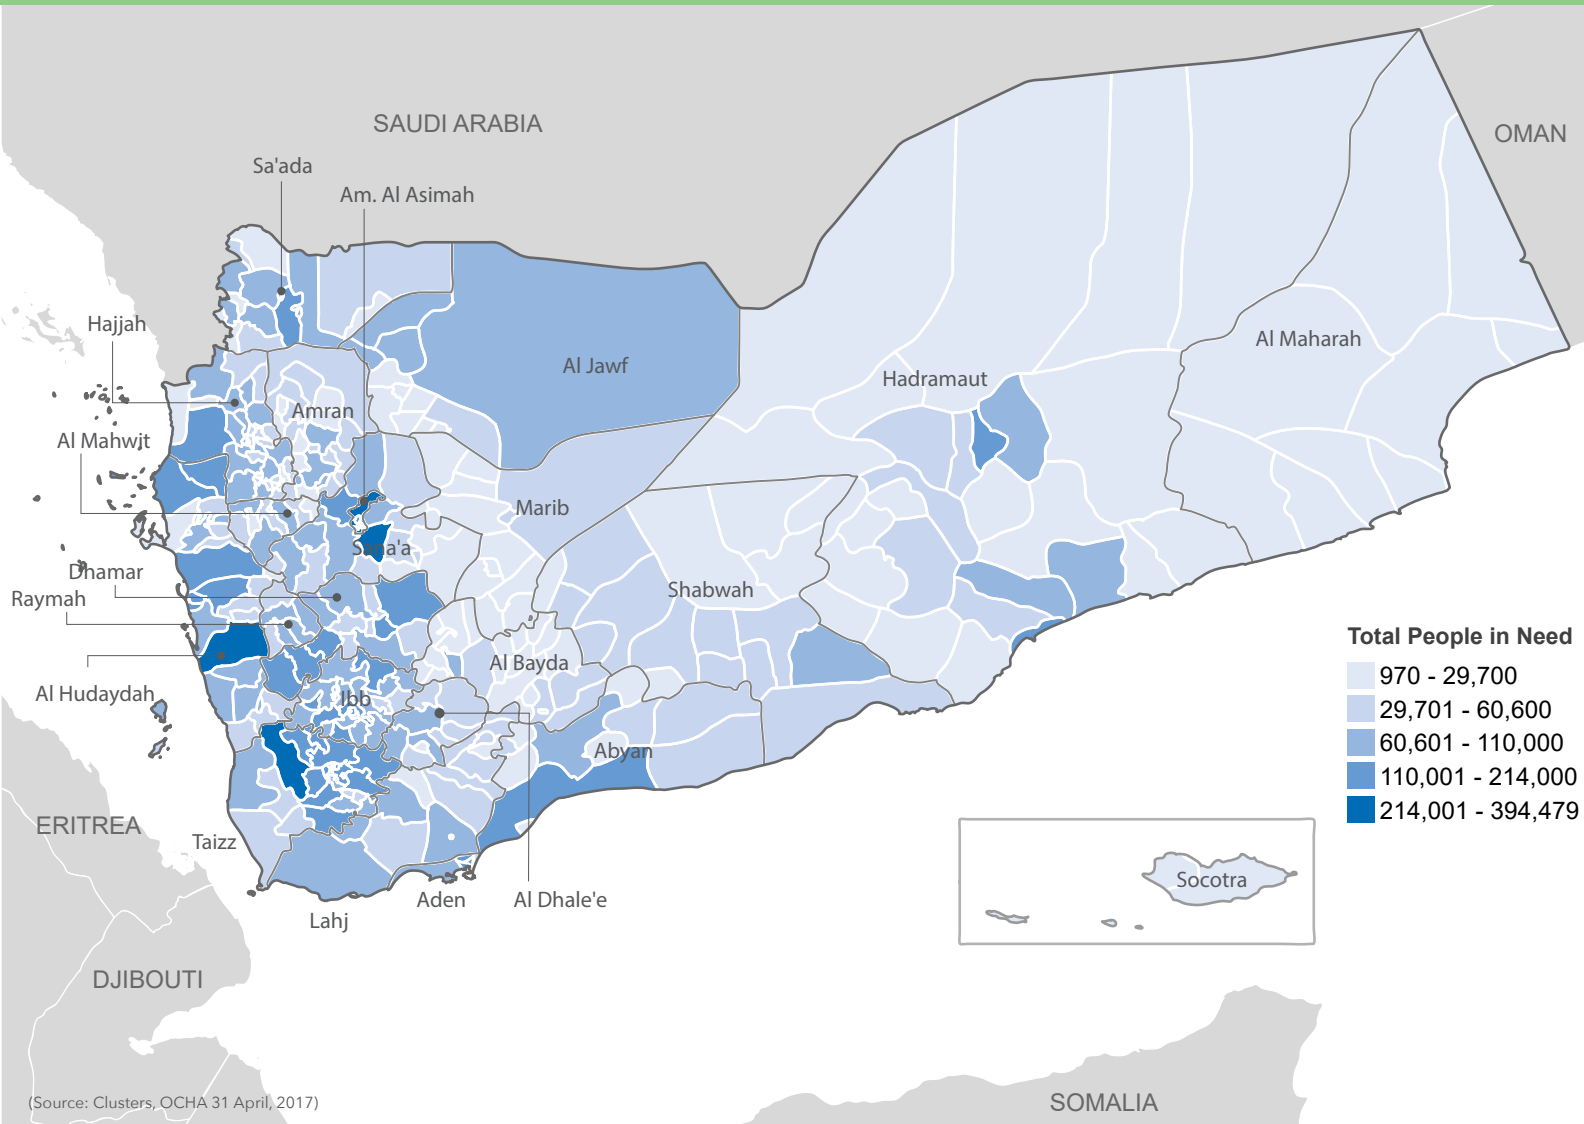 SAUDI ARABIA
OMAN
Sa'ada
Am. Al Asimah
Hajjah
Al Jawf
Al Maharah
Hadramaut
Amran
Al Mahwjt
Marib
Sana'a
Dhamar
Raymah
Shabwah
Al Bayda
Al Hudaydah
Ibb
Abyan
ERITREA
Taizz
Lahj
Aden
Al Dhale'e
Socotra
DJIBOUTI
SOMALIA
Total People in Need
970 - 29,700
29,701 - 60,600
60,601 - 110,000
110,001 - 214,000
214,001 - 394,479
(Source: Clusters, OCHA 31 April, 2017)